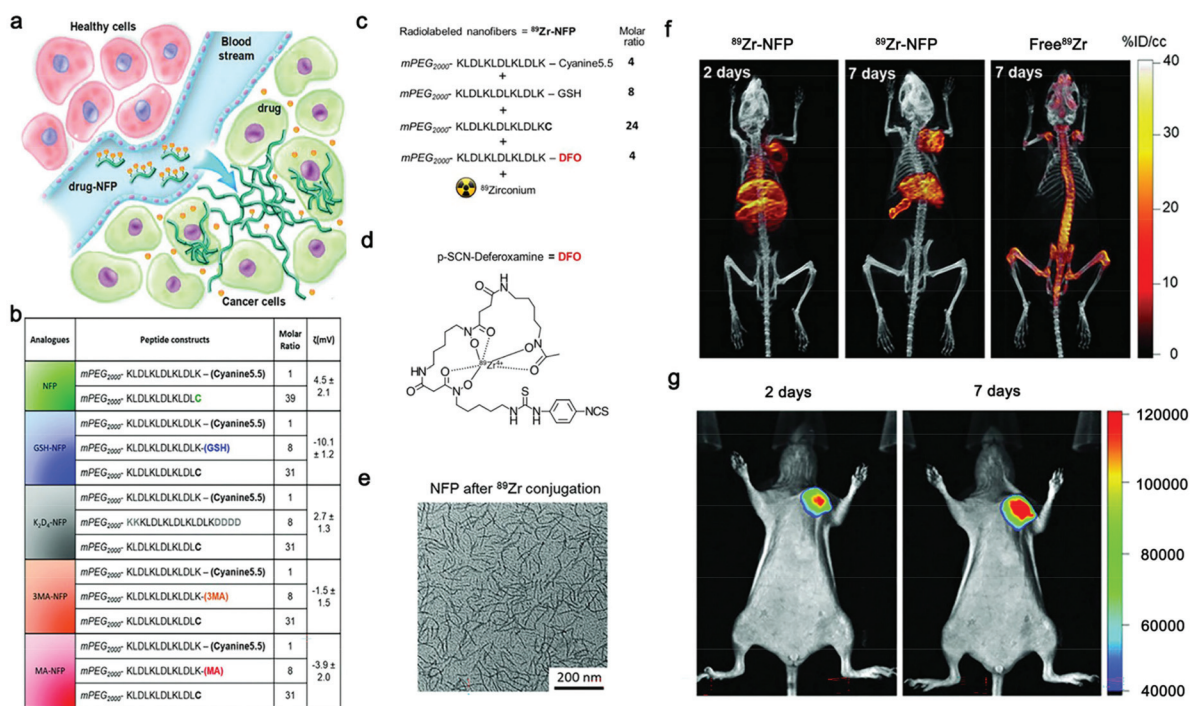 a
Healthy cells
Blood
stream
drug
drug-NFP
Cancer cells
b
Analogues Peptide constructs Molar Ratio ζ(mV)
NFP
mPEG2000- KLDLKLDLKLDLK – (Cyanine5.5) 1
mPEG2000- KLDLKLDLKLDLC 39
4.5 ± 2.1
GSH-NFP
mPEG2000- KLDLKLDLKLDLK – (Cyanine5.5) 1
mPEG2000- KLDLKLDLKLDLK-(GSH) 8
mPEG2000- KLDLKLDLKLDLC 31
-10.1 ± 1.2
K2D4-NFP
mPEG2000- KLDLKLDLKLDLK – (Cyanine5.5) 1
mPEG2000- KKKLDLKLDLKLDLKDDDD 8
mPEG2000- KLDLKLDLKLDLC 31
2.7 ± 1.3
3MA-NFP
mPEG2000- KLDLKLDLKLDLK – (Cyanine5.5) 1
mPEG2000- KLDLKLDLKLDLK-(3MA) 8
mPEG2000- KLDLKLDLKLDLC 31
-1.5 ± 1.5
MA-NFP
mPEG2000- KLDLKLDLKLDLK – (Cyanine5.5) 1
mPEG2000- KLDLKLDLKLDLK-(MA) 8
mPEG2000- KLDLKLDLKLDLC 31
-3.9 ± 2.0
c
Radiolabeled nanofibers = 89Zr-NFP
Molar
ratio
mPEG2000- KLDLKLDLKLDLK – Cyanine5.5 4
+
mPEG2000- KLDLKLDLKLDLK – GSH 8
+
mPEG2000- KLDLKLDLKLDLKC 24
+
mPEG2000- KLDLKLDLKLDLK – DFO 4
+
89Zirconium
d
p-SCN-Deferoxamine = DFO
NH
O
O
N
O
O
N
89Zr4+
O
O
HN
O
O
N
O
S
N
H
N
H
NCS
e
NFP after 89Zr conjugation
200 nm
f
89Zr-NFP 89Zr-NFP Free89Zr %ID/cc
2 days 7 days 7 days
40
30
20
10
0
g
2 days 7 days
120000
100000
80000
60000
40000